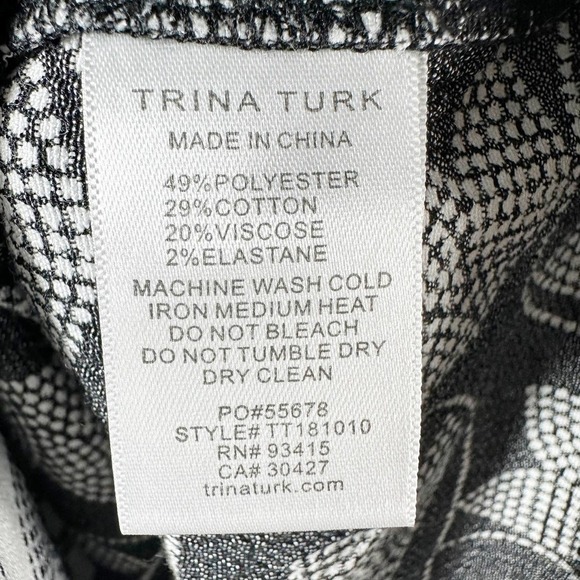 TRINA TURK
MADE IN CHINA
49%POLYESTER
29%COTTON
20%VISCOSE
2%ELASTANE
MACHINE WASH COLD
IRON MEDIUM HEAT
DO NOT BLEACH
DO NOT TUMBLE DRY
DRY CLEAN
PO#55678
STYLE# TT181010
RN# 93415
CA# 30427
trinaturk.com